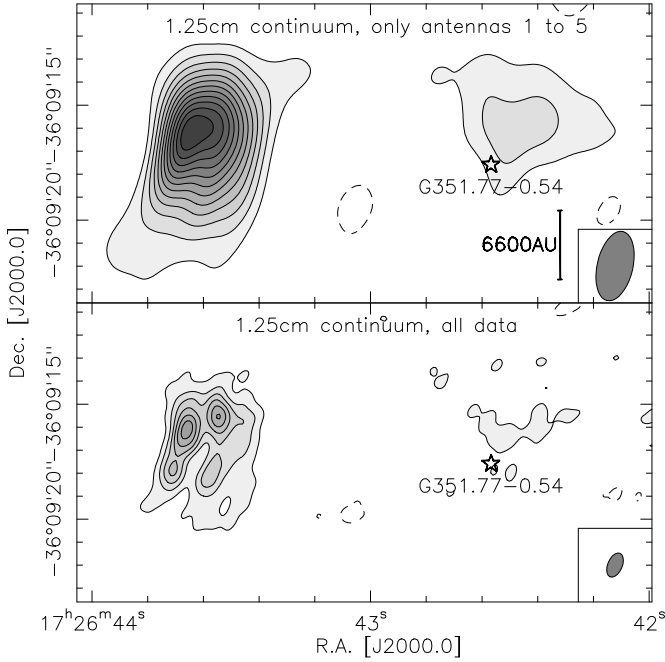 1.25cm continuum, only antennas 1 to 5
−36°09'15''
G351.77−0.54
−36°09'20''
6600AU
Dec. [J2000.0]
1.25cm continuum, all data
−36°09'15''
G351.77−0.54
−36°09'20''
17ʰ26ᵐ44ˢ 43ˢ 42ˢ
R.A. [J2000.0]